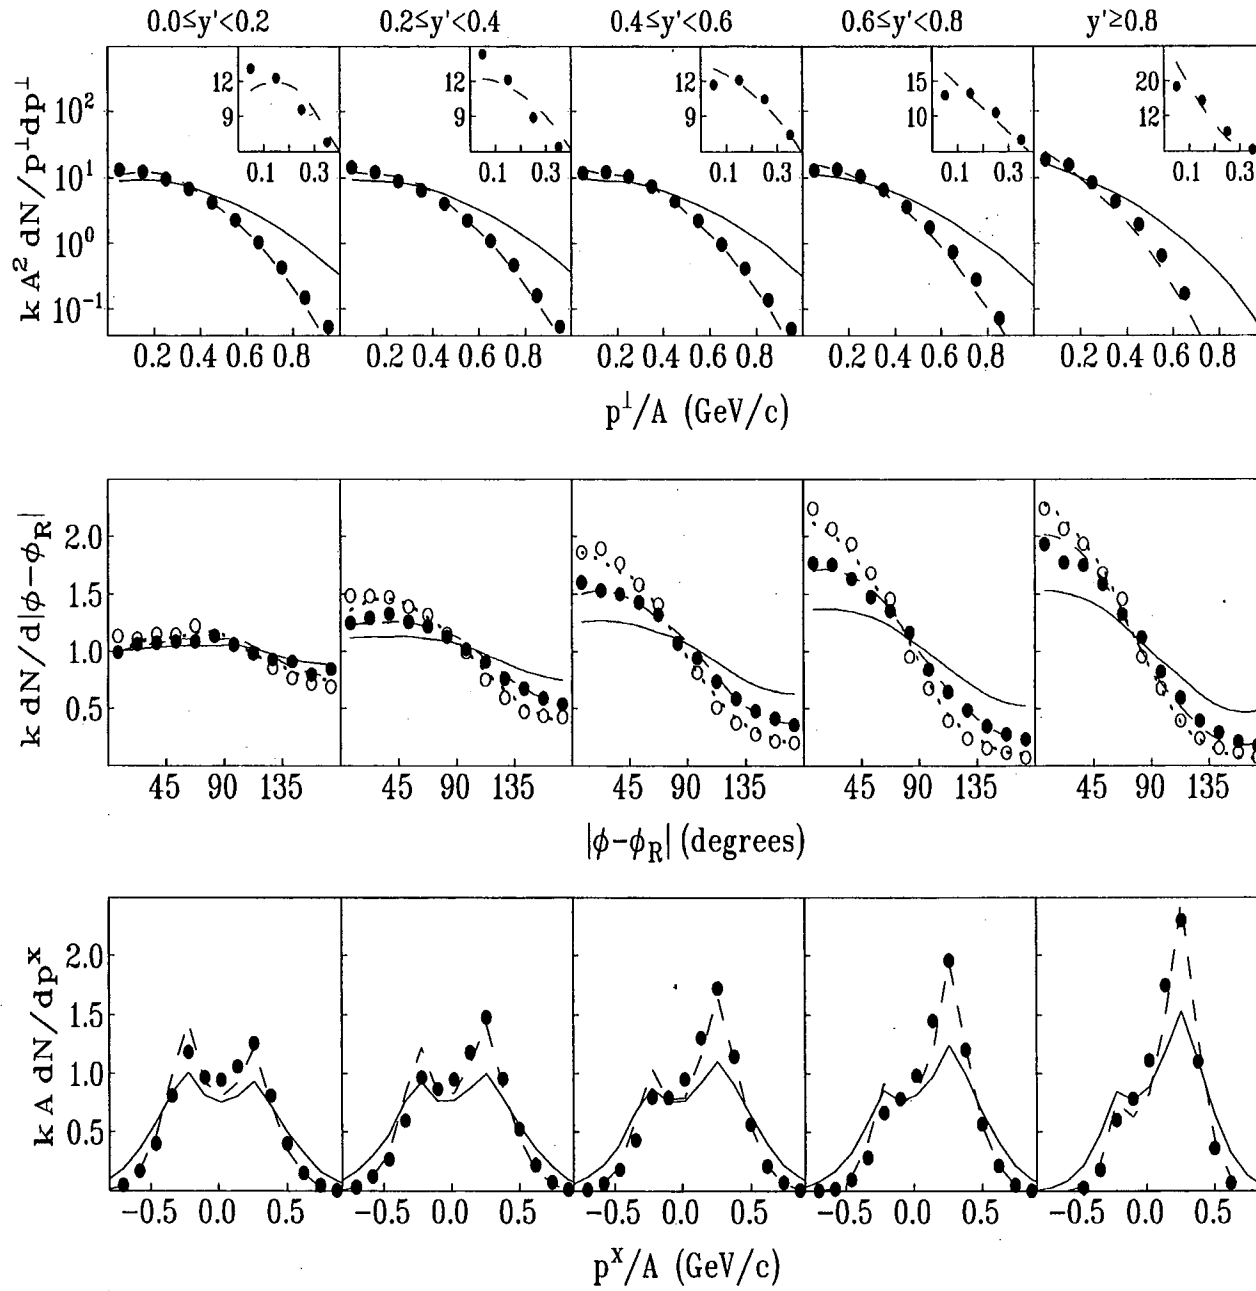 0.0≤y'<0.2 0.2≤y'<0.4 0.4≤y'<0.6 0.6≤y'<0.8 y'≥0.8
k A² dN/p⊥dp⊥
10² 10¹ 10⁰ 10⁻¹
12 9 0.1 0.3
12 9 0.1 0.3
12 9 0.1 0.3
15 10 0.1 0.3
20 12 0.1 0.3
0.2 0.4 0.6 0.8 0.2 0.4 0.6 0.8 0.2 0.4 0.6 0.8 0.2 0.4 0.6 0.8 0.2 0.4 0.6 0.8
p⊥/A (GeV/c)
k dN/d|ϕ−ϕR|
2.0 1.5 1.0 0.5
45 90 135 45 90 135 45 90 135 45 90 135 45 90 135
|ϕ−ϕR| (degrees)
k A dN/dpˣ
2.0 1.5 1.0 0.5
−0.5 0.0 0.5 −0.5 0.0 0.5 −0.5 0.0 0.5 −0.5 0.0 0.5 −0.5 0.0 0.5
pˣ/A (GeV/c)